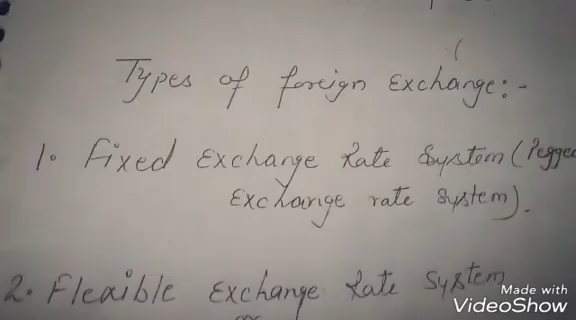 Types of foreign Exchange:-
1. Fixed Exchange Rate System (Pegged
Exchange rate System).
2. Flexible Exchange Rate System
or
Made with
VideoShow